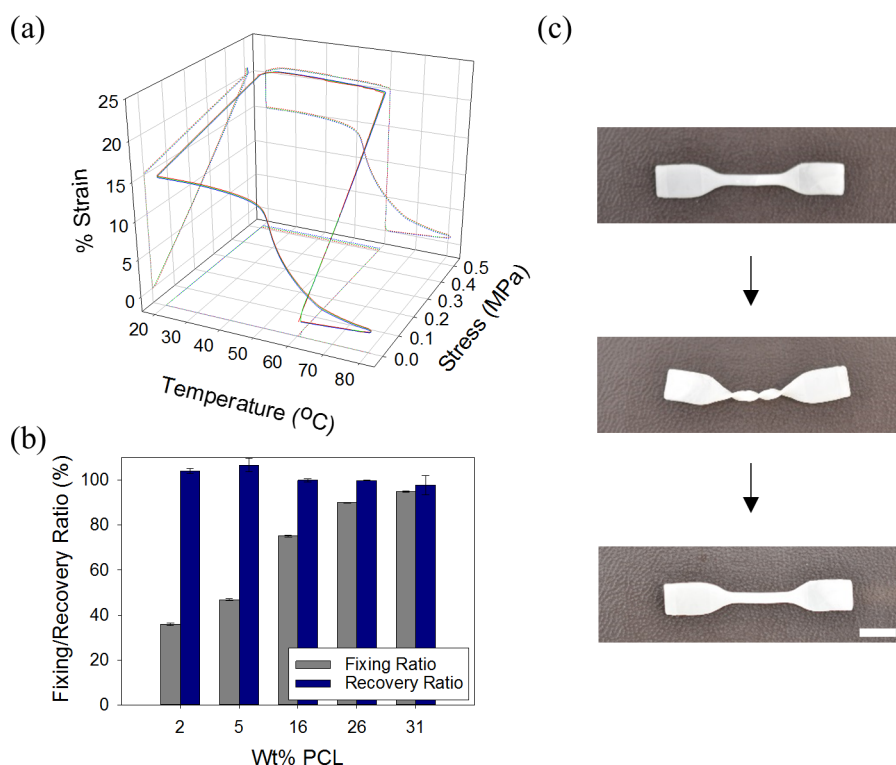 (a)
% Strain
25
20
15
10
5
0
20 30 40 50 60 70 80
Temperature (°C)
0.0 0.1 0.2 0.3 0.4 0.5
Stress (MPa)
(b)
Fixing/Recovery Ratio (%)
100
80
60
40
20
0
Fixing Ratio
Recovery Ratio
2 5 16 26 31
Wt% PCL
(c)